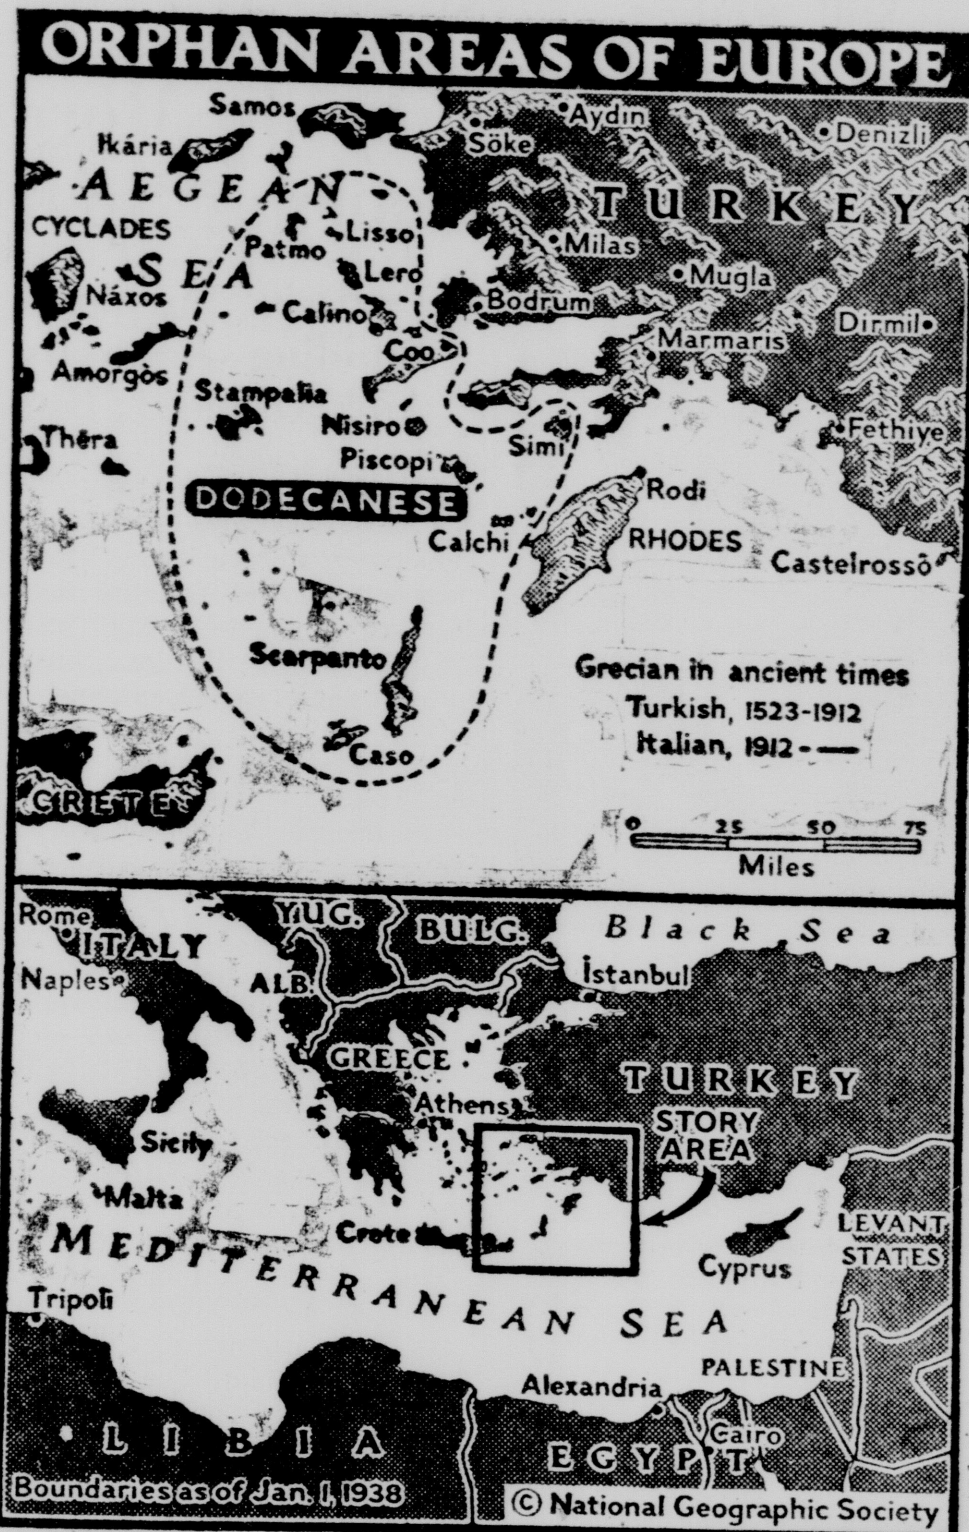 ORPHAN AREAS OF EUROPE
Samos
Aydin
Söke
Denizli
Ikária
AEGEAN
TURKEY
CYCLADES
Patmo
Lisso
Milas
SEA
Lero
Mugla
Náxos
Calino
Bodrum
Dirmil
Coo
Marmaris
Amorgòs
Stampalia
Nisiro
Simi
Fethiye
Thēra
Piscopi
Rodi
DODECANESE
Calchi
RHODES
Castelrosso
Scarpanto
Grecian in ancient times
Turkish, 1523-1912
Italian, 1912
Caso
CRETE
0 25 50 75
Miles
Rome
ITALY
YUG.
BULG.
Black Sea
Naples
ALB.
İstanbul
GREECE
TURKEY
Athens
STORY
AREA
Sicily
Malta
Crete
LEVANT
STATES
MEDITERRANEAN SEA
Cyprus
Tripoli
PALESTINE
Alexandria
LIBIA
EGYPT
Cairo
Boundaries as of Jan. 1, 1938
© National Geographic Society